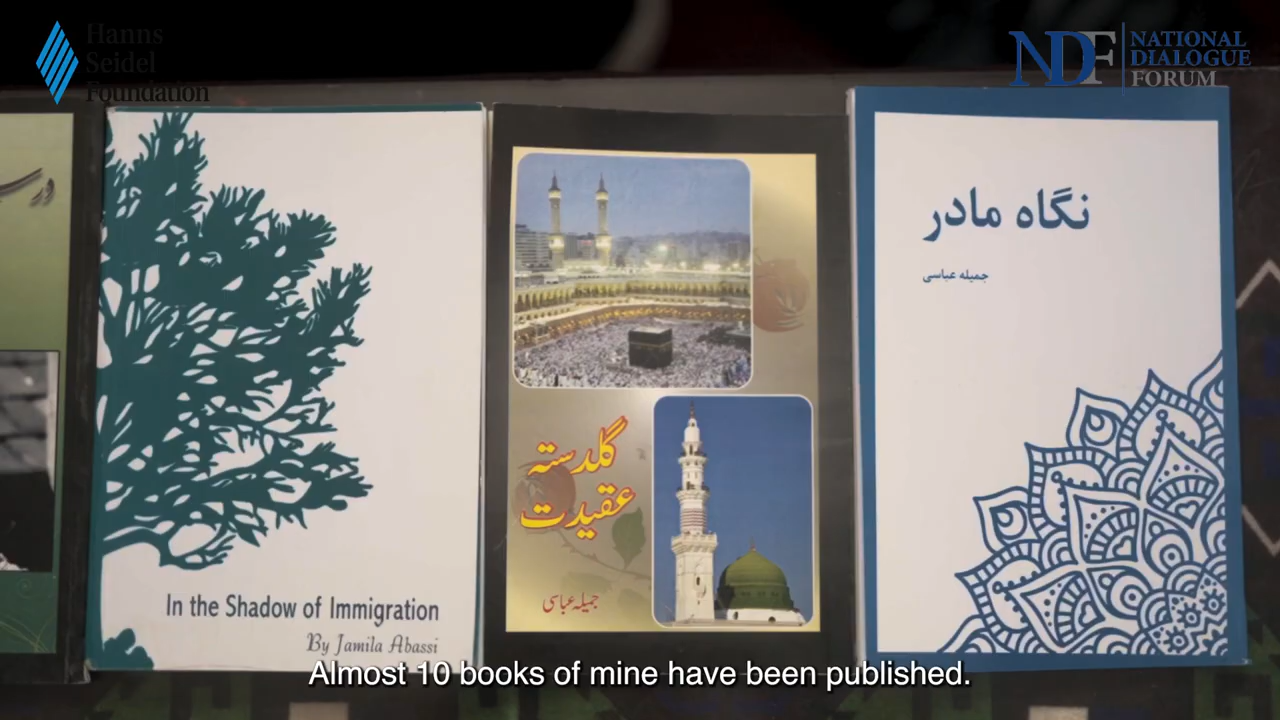 Hanns
Seidel
Foundation
NDF
NATIONAL
DIALOGUE
FORUM
In the Shadow of Immigration
By Jamila Abassi
گلدستہ
عقیدت
جمیلہ عباسی
نگاه مادر
جمیله عباسی
Almost 10 books of mine have been published.